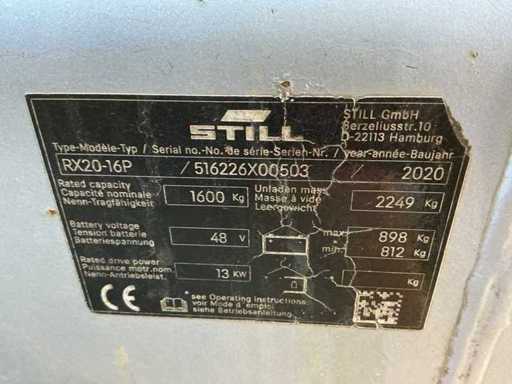 STILL
STILL GmbH
Berzeliusstr.10
D-22113 Hamburg
Type-Modèle-Typ / Serial no.-No. de série-Serien-Nr. / year-année-Baujahr
RX20-16P / 516226X00503 / 2020
Rated capacity
Capacité nominale
Nenn-Tragfähigkeit
1600 Kg
Unladen mass
Masse à vide
Leergewicht
2249 Kg
Battery voltage
Tension batterie
Batteriespannung
48 V
max 898 Kg
min 812 Kg
Rated drive power
Puissance motr.nom
Nenn-Antriebsleist.
13 KW
Kg
CE
see Operating instructions
voir Mode d'emploi
siehe Betriebsanleitung